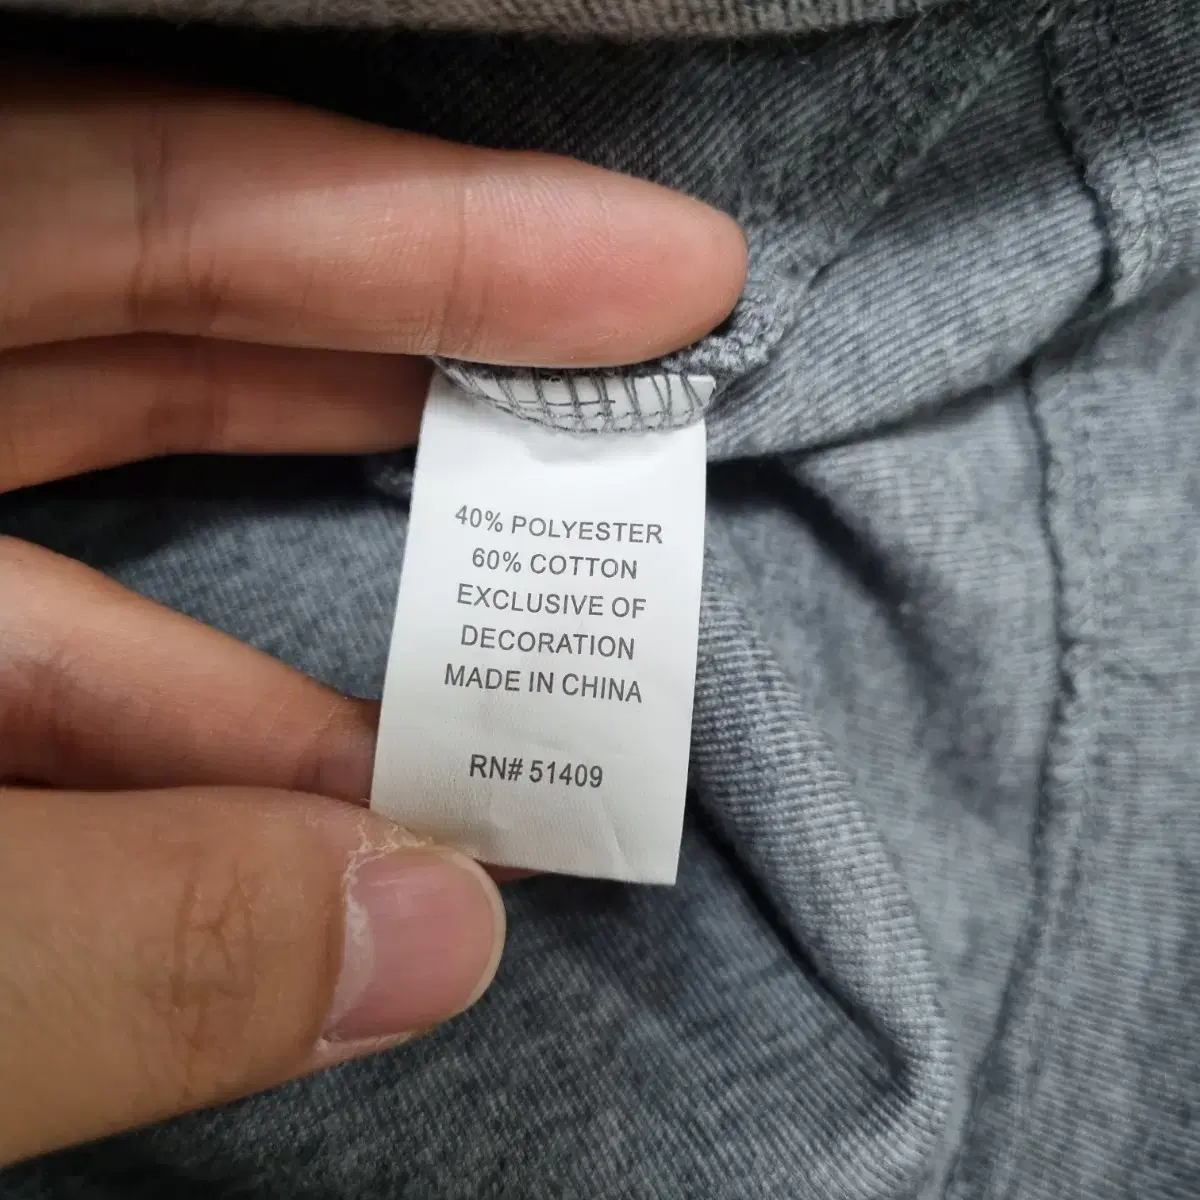 40% POLYESTER
60% COTTON
EXCLUSIVE OF
DECORATION
MADE IN CHINA
RN# 51409